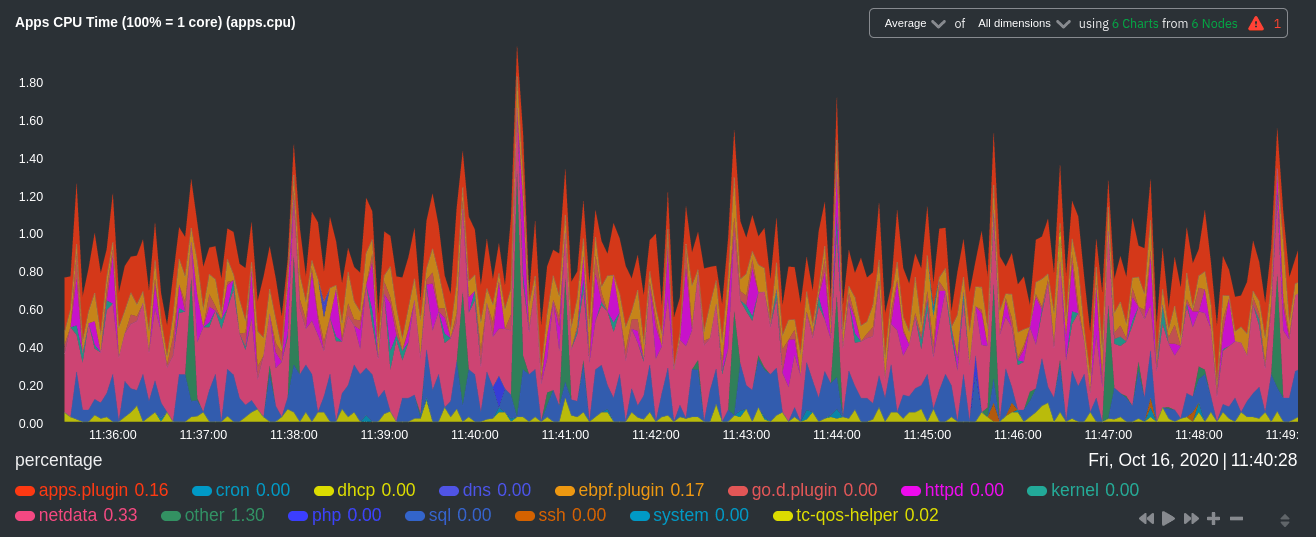 Apps CPU Time (100% = 1 core) (apps.cpu)
Average of All dimensions using 6 Charts from 6 Nodes 1
1.80
1.60
1.40
1.20
1.00
0.80
0.60
0.40
0.20
0.00
11:36:00 11:37:00 11:38:00 11:39:00 11:40:00 11:41:00 11:42:00 11:43:00 11:44:00 11:45:00 11:46:00 11:47:00 11:48:00 11:49:
percentage
Fri, Oct 16, 2020 | 11:40:28
apps.plugin 0.16 cron 0.00 dhcp 0.00 dns 0.00 ebpf.plugin 0.17 go.d.plugin 0.00 httpd 0.00 kernel 0.00
netdata 0.33 other 1.30 php 0.00 sql 0.00 ssh 0.00 system 0.00 tc-qos-helper 0.02